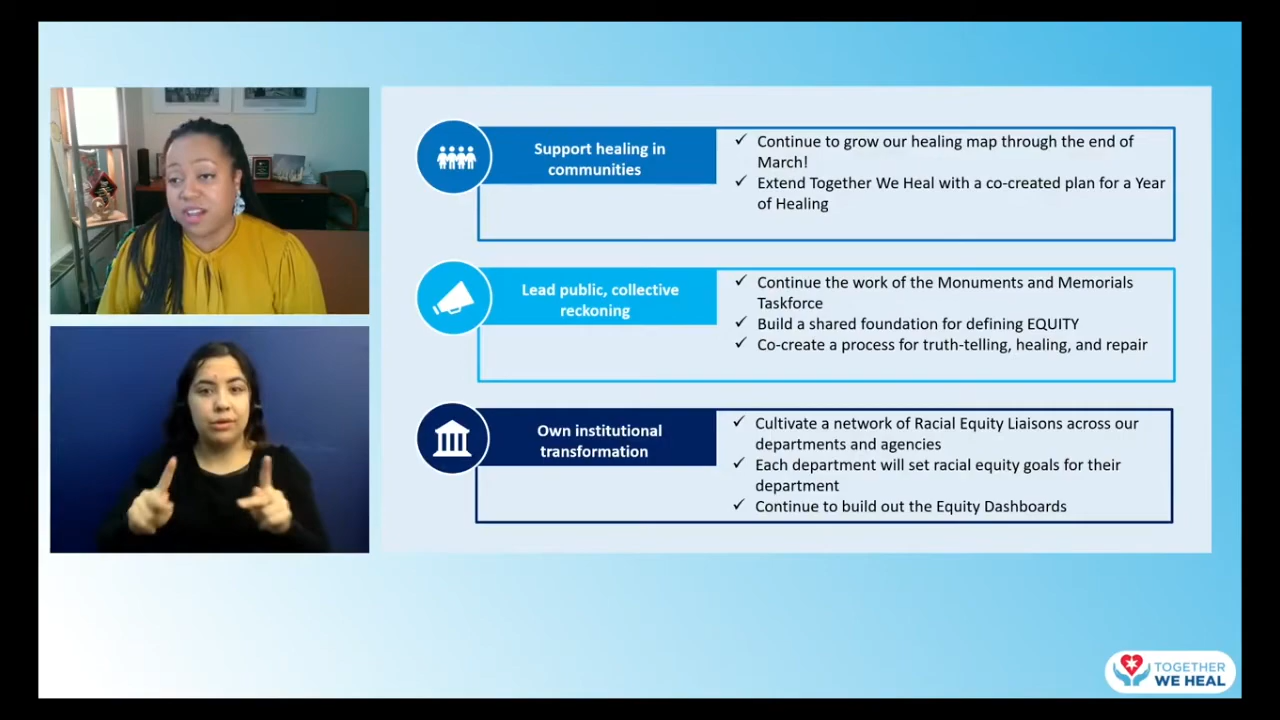 Support healing in
communities
✓ Continue to grow our healing map through the end of
March!
✓ Extend Together We Heal with a co-created plan for a Year
of Healing
Lead public, collective
reckoning
✓ Continue the work of the Monuments and Memorials
Taskforce
✓ Build a shared foundation for defining EQUITY
✓ Co-create a process for truth-telling, healing, and repair
Own institutional
transformation
✓ Cultivate a network of Racial Equity Liaisons across our
departments and agencies
✓ Each department will set racial equity goals for their
department
✓ Continue to build out the Equity Dashboards
TOGETHER
WE HEAL